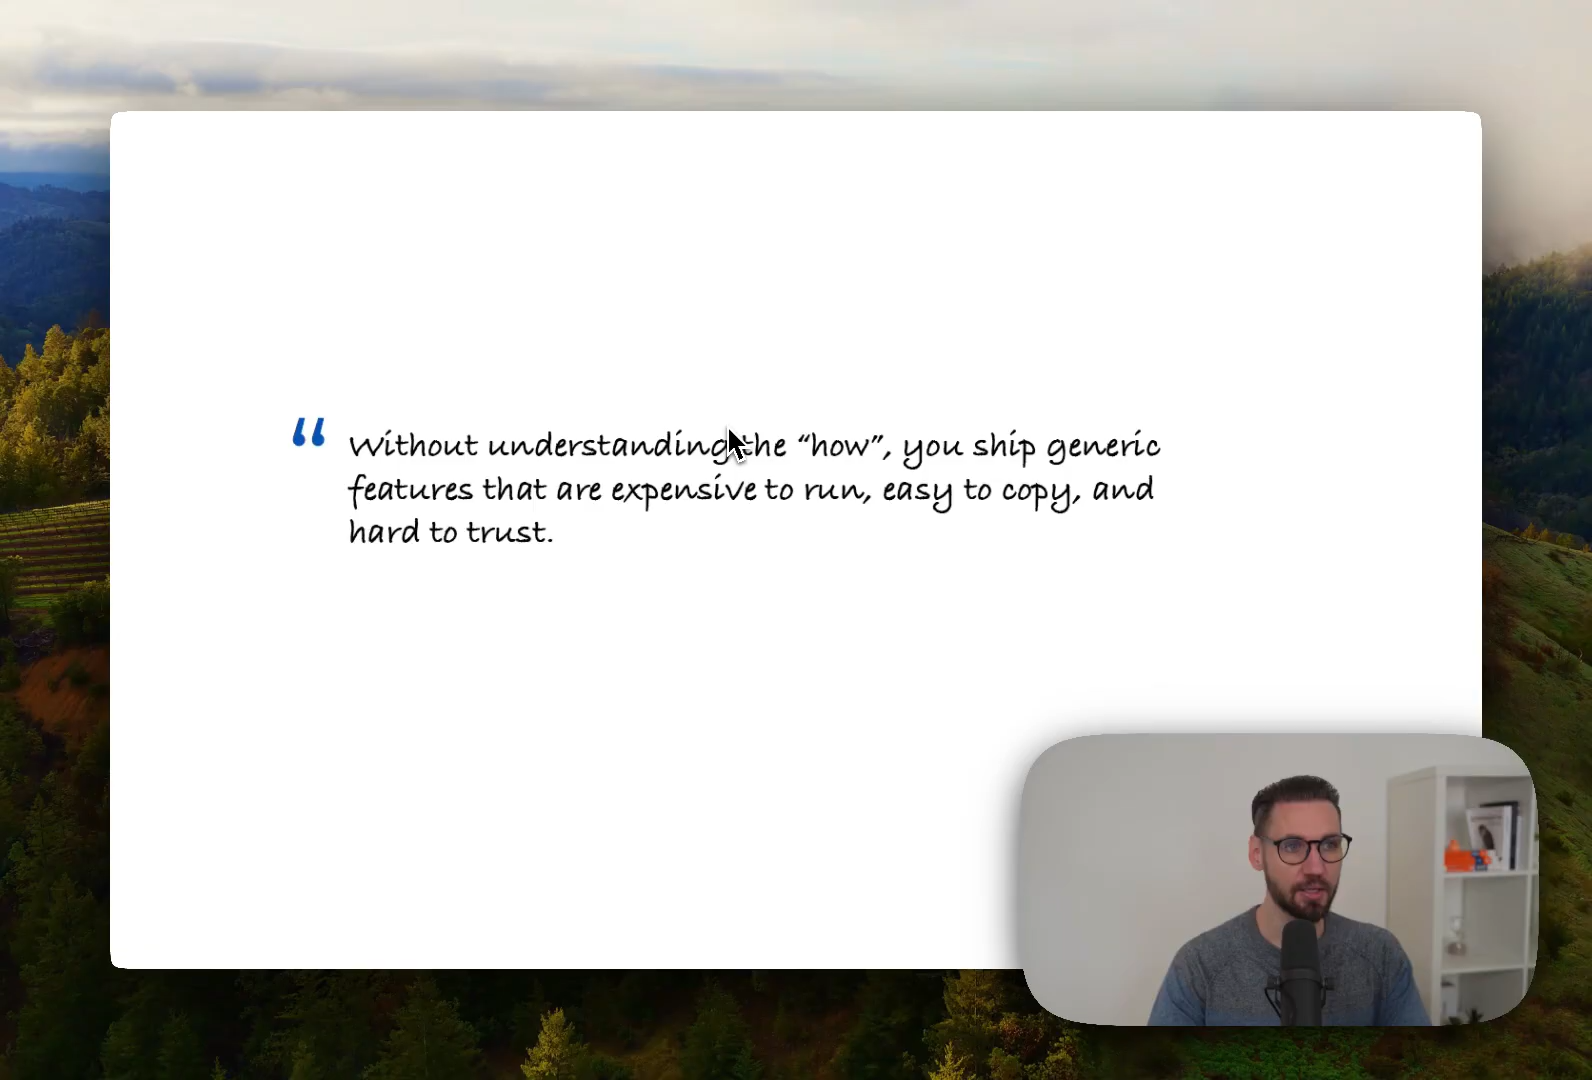 “ Without understanding the “how”, you ship generic
features that are expensive to run, easy to copy, and
hard to trust.